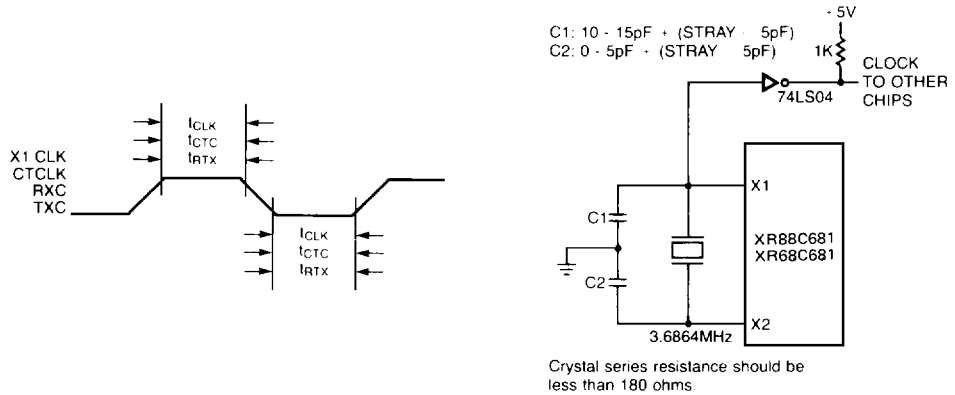 C1: 10 - 15pF + (STRAY 5pF)
C2: 0 - 5pF + (STRAY 5pF)
- 5V
1K
CLOCK
TO OTHER
CHIPS
74LS04
tCLK
tCTC
tRTX
X1 CLK
CTCLK
RXC
TXC
tCLK
tCTC
tRTX
X1
C1
XR88C681
XR68C681
C2
X2
3.6864MHz
Crystal series resistance should be
less than 180 ohms.